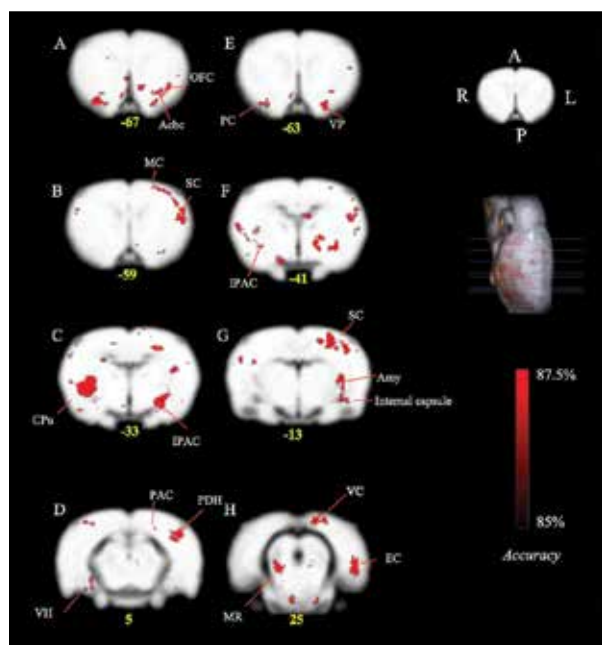 A
E
A
OFC
Acbc
PC
VP
-67
-63
R
L
P
MC
SC
B
F
IPAC
-59
-41
C
G
SC
Amy
Internal capsule
CPu
IPAC
-33
-13
87.5%
85%
Accuracy
D
H
PAC
PDH
VC
EC
VH
MR
5
25